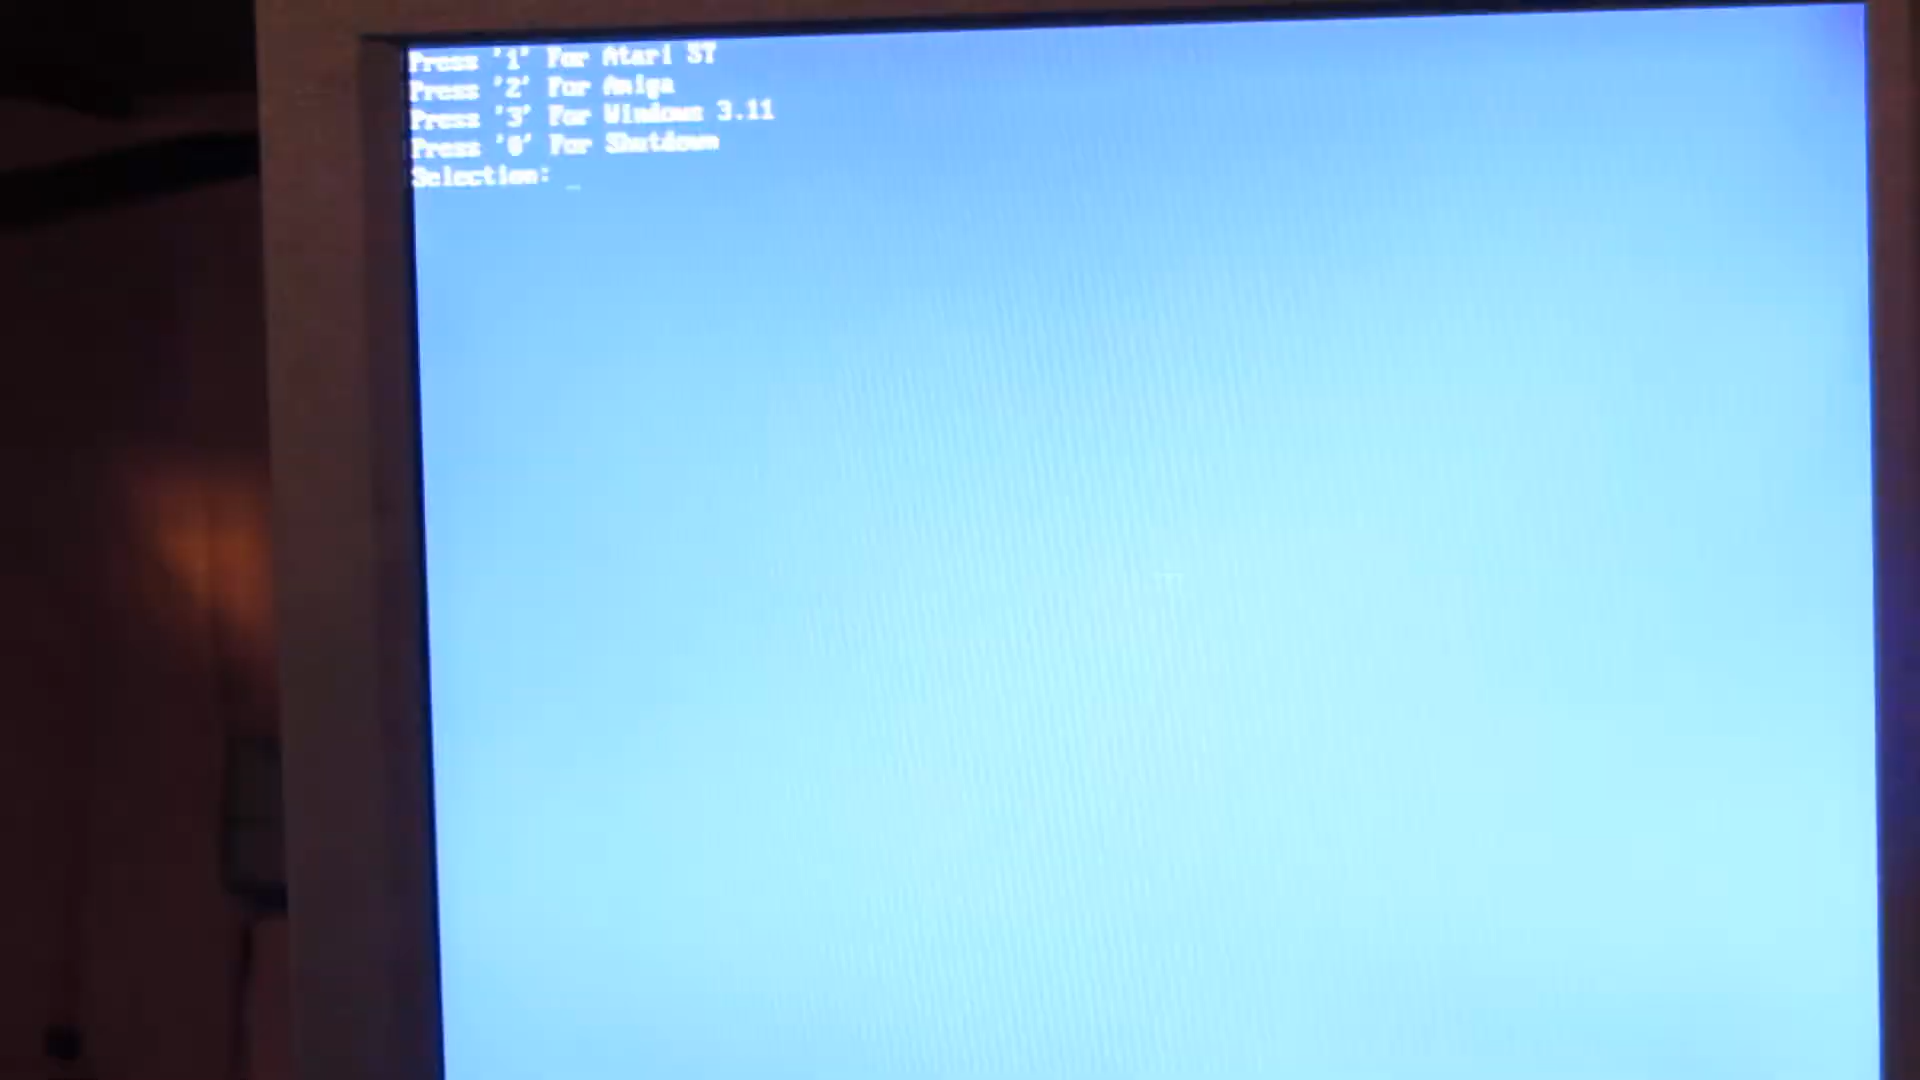 Press '1' For Atari ST
Press '2' For Amiga
Press '3' For Windows 3.11
Press '0' For Shutdown
Selection: _